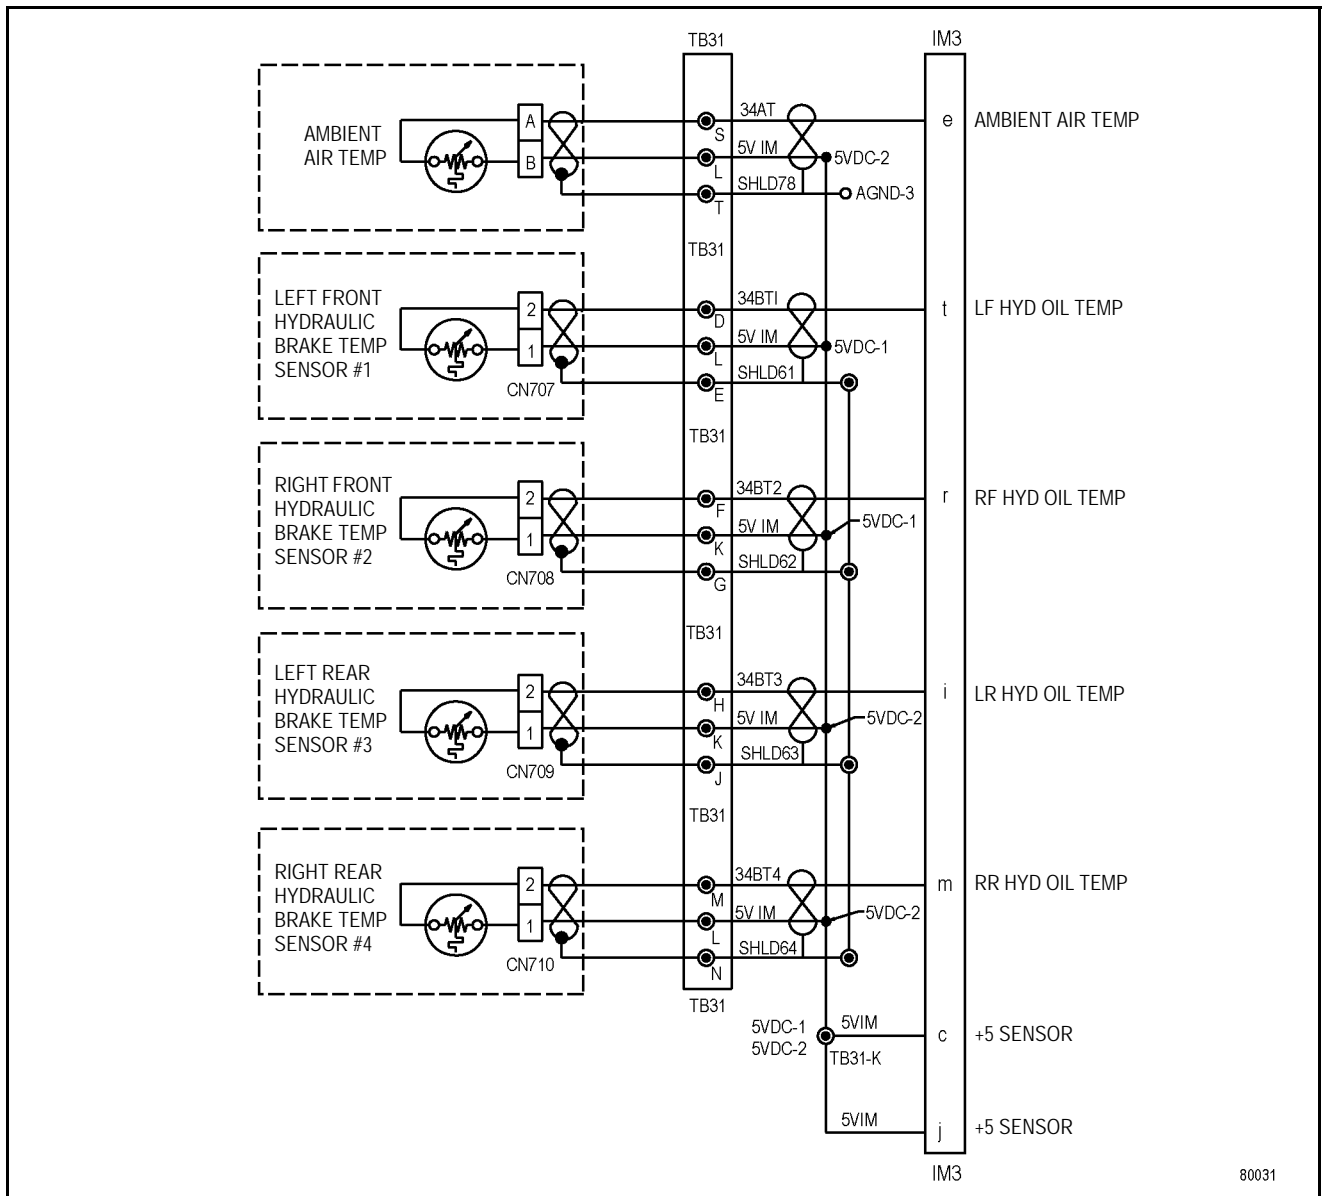 TB31
IM3
AMBIENT
AIR TEMP
A
B
S
L
T
34AT
5V IM
SHLD78
5VDC-2
AGND-3
e
AMBIENT AIR TEMP
TB31
LEFT FRONT
HYDRAULIC
BRAKE TEMP
SENSOR #1
2
1
CN707
D
L
E
34BTI
5V IM
SHLD61
5VDC-1
t
LF HYD OIL TEMP
TB31
RIGHT FRONT
HYDRAULIC
BRAKE TEMP
SENSOR #2
2
1
CN708
F
K
G
34BT2
5V IM
SHLD62
5VDC-1
r
RF HYD OIL TEMP
TB31
LEFT REAR
HYDRAULIC
BRAKE TEMP
SENSOR #3
2
1
CN709
H
K
J
34BT3
5V IM
SHLD63
5VDC-2
i
LR HYD OIL TEMP
TB31
RIGHT REAR
HYDRAULIC
BRAKE TEMP
SENSOR #4
2
1
CN710
M
L
N
34BT4
5V IM
SHLD64
5VDC-2
m
RR HYD OIL TEMP
TB31
5VDC-1
5VDC-2
5VIM
TB31-K
c
+5 SENSOR
5VIM
j
+5 SENSOR
IM3
80031